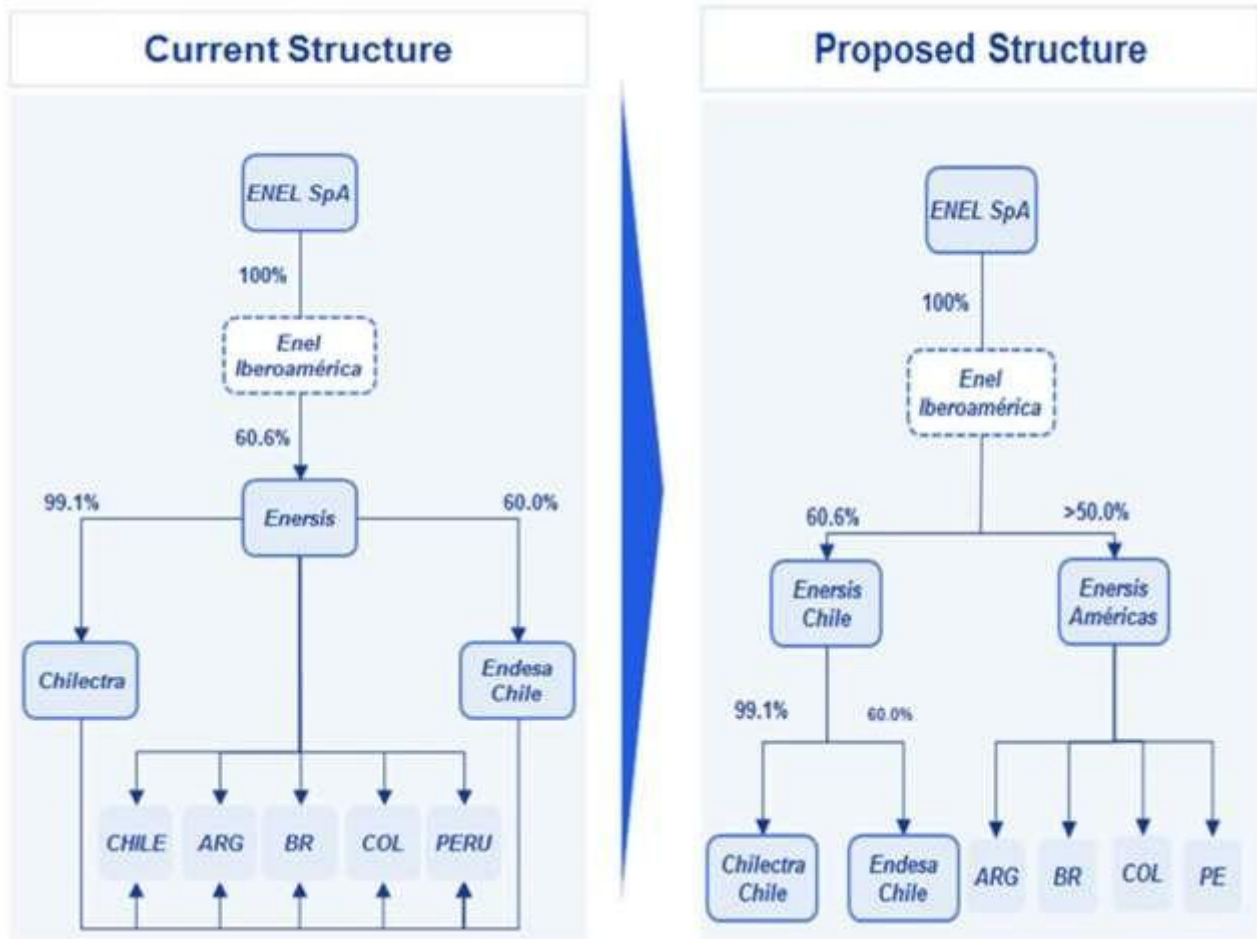 Current Structure
ENEL SpA
100%
Enel
Iberoamérica
60.6%
99.1%
Enersis
60.0%
Chilectra
Endesa
Chile
CHILE
ARG
BR
COL
PERU
Proposed Structure
ENEL SpA
100%
Enel
Iberoamérica
60.6%
>50.0%
Enersis
Chile
Enersis
Américas
99.1%
60.0%
Chilectra
Chile
Endesa
Chile
ARG
BR
COL
PE